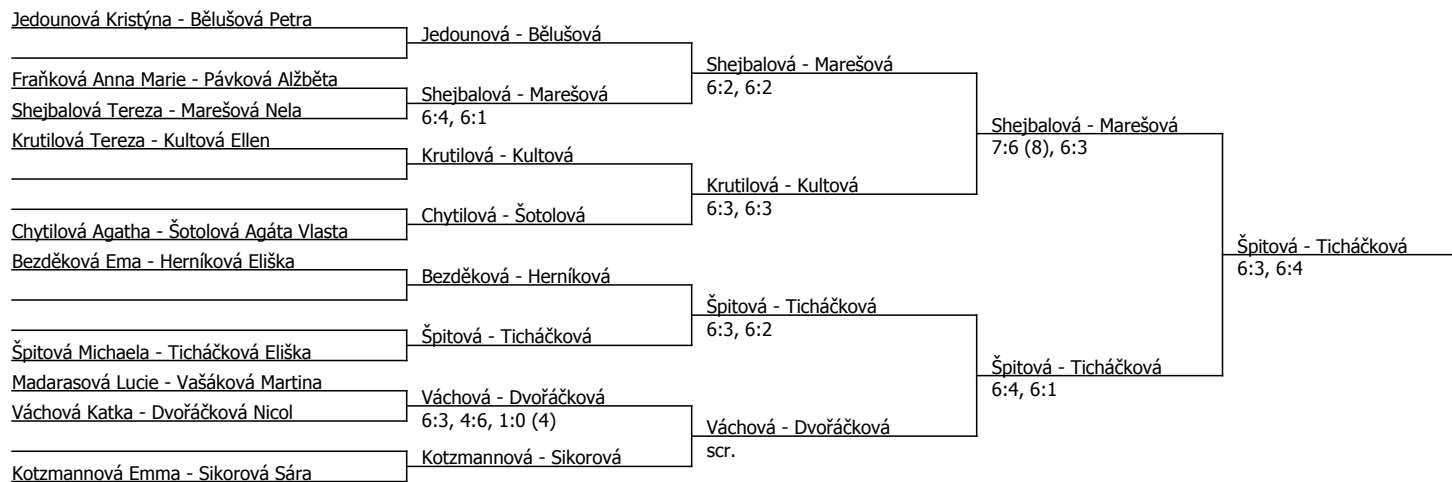 Jedounová Kristýna - Bělušová Petra
Fraňková Anna Marie - Pávková Alžběta
Shejbalová Tereza - Marešová Nela
Krutilová Tereza - Kultová Ellen
Chytilová Agatha - Šotolová Agáta Vlasta
Bezděková Ema - Herníková Eliška
Špitová Michaela - Ticháčková Eliška
Madarasová Lucie - Vašáková Martina
Váchová Katka - Dvořáčková Nicol
Kotzmannová Emma - Sikorová Sára
Jedounová - Bělušová
Shejbalová - Marešová
6:4, 6:1
Krutilová - Kultová
Chytilová - Šotolová
Bezděková - Herníková
Špitová - Ticháčková
Váchová - Dvořáčková
6:3, 4:6, 1:0 (4)
Kotzmannová - Sikorová
Shejbalová - Marešová
6:2, 6:2
Krutilová - Kultová
6:3, 6:3
Špitová - Ticháčková
6:3, 6:2
Váchová - Dvořáčková
scr.
Shejbalová - Marešová
7:6 (8), 6:3
Špitová - Ticháčková
6:4, 6:1
Špitová - Ticháčková
6:3, 6:4